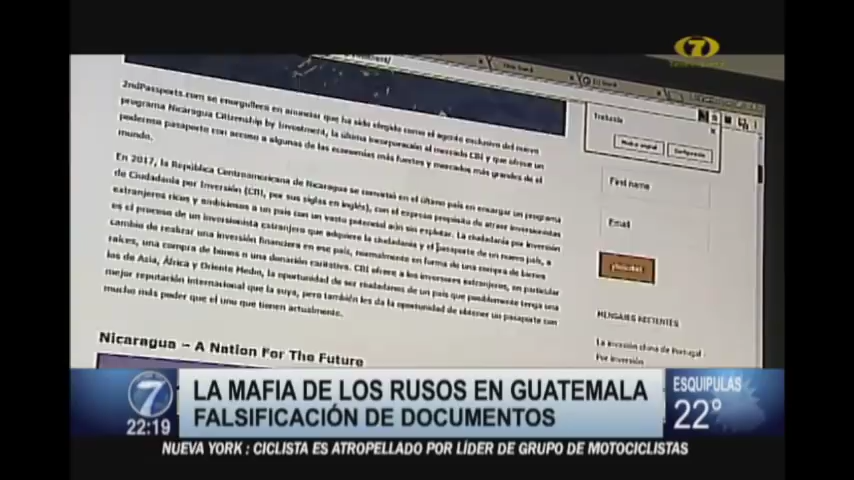 7
2ndPassports.com se enorgullece en anunciar que ha sido elegido como el agente exclusivo del nuevo
programa Nicaragua Citizenship by Investment, la última incorporación al mercado CBI y que ofrece un
poderoso pasaporte con acceso a algunas de las economías más fuertes y mercados más grandes de el
mundo.
En 2017, la República Centroamericana de Nicaragua se convirtió en el último país en encargar un programa
de Ciudadanía por Inversión (CBI, por sus siglas en inglés), con el expreso propósito de atraer inversionistas
extranjeros ricos y ambiciosos a un país con un vasto potencial aún sin explotar. La ciudadanía por inversión
es el proceso de un inversionista extranjero que adquiere la ciudadanía y el pasaporte de un nuevo país, a
cambio de realizar una inversión financiera en ese país, normalmente en forma de una compra de bienes
raíces, una compra de bonos o una donación caritativa. CBI ofrece a los inversores extranjeros, en particular
los de Asia, África y Oriente Medio, la oportunidad de ser ciudadanos de un país que posiblemente tenga una
mejor reputación internacional que la suya, pero también les da la oportunidad de obtener un pasaporte con
mucho más poder que el uno que tienen actualmente.
Nicaragua – A Nation For The Future
First name
Email
MENSAJES RECIENTES
La invasión china de Portugal
Por inversión
7
22:19
LA MAFIA DE LOS RUSOS EN GUATEMALA
FALSIFICACIÓN DE DOCUMENTOS
ESQUIPULAS
22°
NUEVA YORK : CICLISTA ES ATROPELLADO POR LÍDER DE GRUPO DE MOTOCICLISTAS